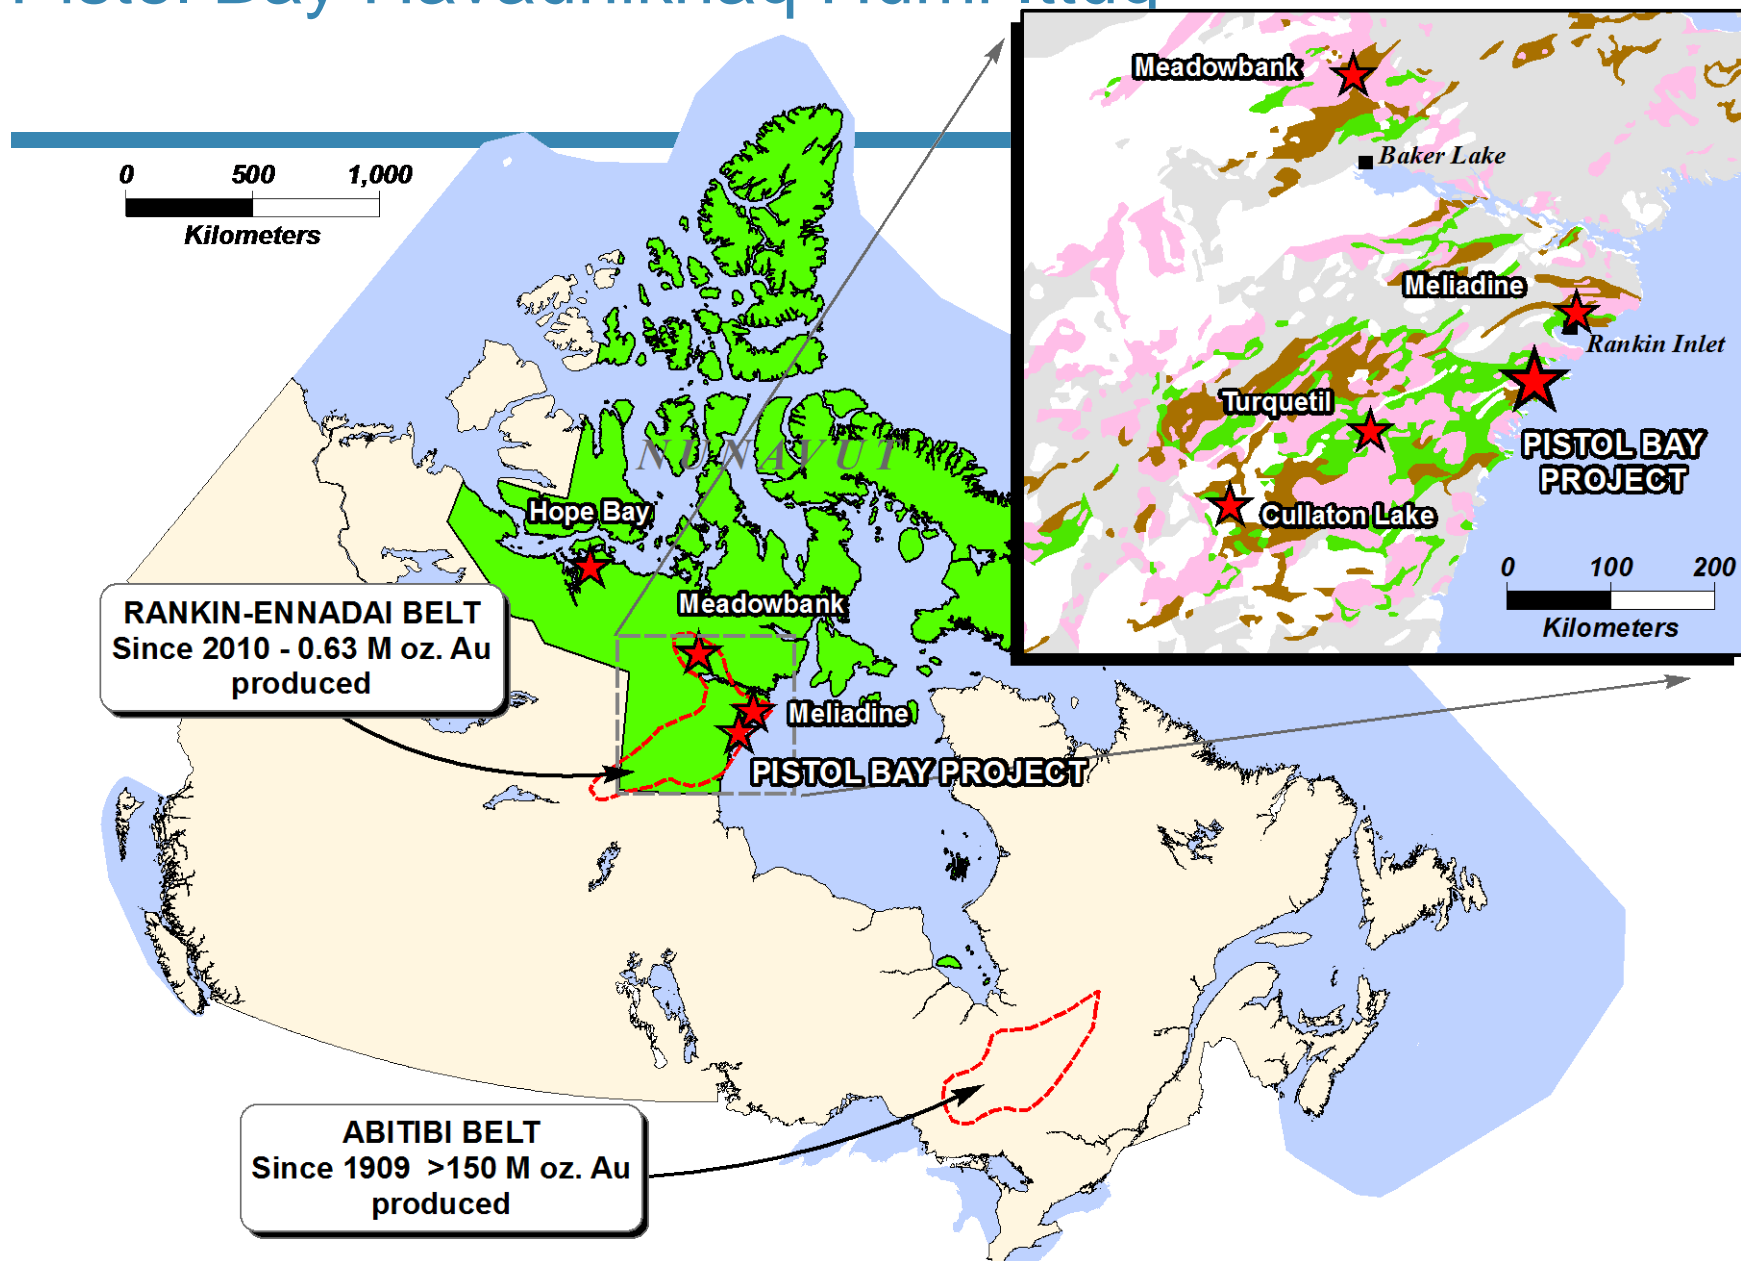 Pistol Bay
0 500 1,000
Kilometers
NUNAVUT
Hope Bay
Meadowbank
Meliadine
PISTOL BAY PROJECT
RANKIN-ENNADAI BELT
Since 2010 - 0.63 M oz. Au
produced
ABITIBI BELT
Since 1909 >150 M oz. Au
produced
Meadowbank
Baker Lake
Meliadine
Rankin Inlet
Turquetil
PISTOL BAY
PROJECT
Cullaton Lake
0 100 200
Kilometers